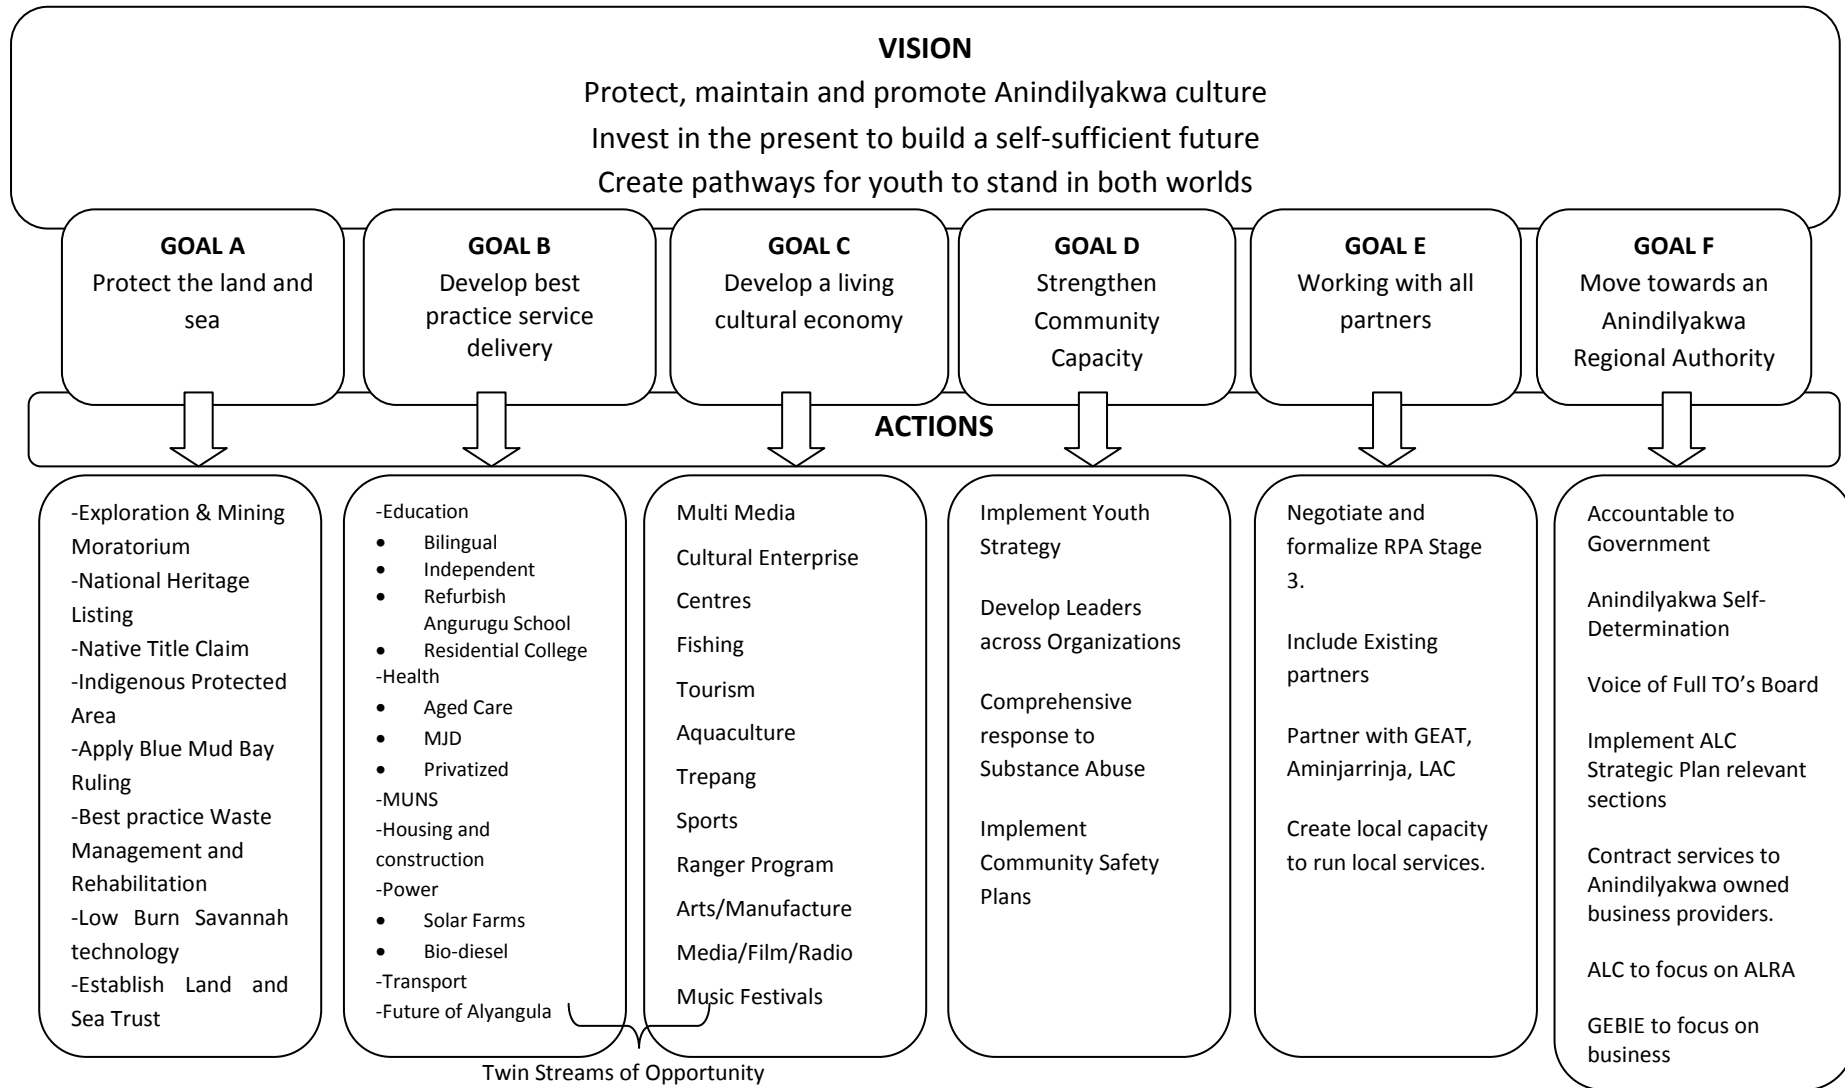 VISION
Protect, maintain and promote Anindilyakwa culture
Invest in the present to build a self-sufficient future
Create pathways for youth to stand in both worlds
GOAL A
Protect the land and
sea
GOAL B
Develop best
practice service
delivery
GOAL C
Develop a living
cultural economy
GOAL D
Strengthen
Community
Capacity
GOAL E
Working with all
partners
GOAL F
Move towards an
Anindilyakwa
Regional Authority
ACTIONS
-Exploration & Mining
Moratorium
-National Heritage
Listing
-Native Title Claim
-Indigenous Protected
Area
-Apply Blue Mud Bay
Ruling
-Best practice Waste
Management and
Rehabilitation
-Low Burn Savannah
technology
-Establish Land and
Sea Trust
-Education
• Bilingual
• Independent
• Refurbish
Angurugu School
• Residential College
-Health
• Aged Care
• MJD
• Privatized
-MUNS
-Housing and
construction
-Power
• Solar Farms
• Bio-diesel
-Transport
-Future of Alyangula
Multi Media
Cultural Enterprise
Centres
Fishing
Tourism
Aquaculture
Trepang
Sports
Ranger Program
Arts/Manufacture
Media/Film/Radio
Music Festivals
Implement Youth
Strategy
Develop Leaders
across Organizations
Comprehensive
response to
Substance Abuse
Implement
Community Safety
Plans
Negotiate and
formalize RPA Stage
3.
Include Existing
partners
Partner with GEAT,
Aminjarrinja, LAC
Create local capacity
to run local services.
Accountable to
Government
Anindilyakwa Self-
Determination
Voice of Full TO’s Board
Implement ALC
Strategic Plan relevant
sections
Contract services to
Anindilyakwa owned
business providers.
ALC to focus on ALRA
GEBIE to focus on
business
Twin Streams of Opportunity